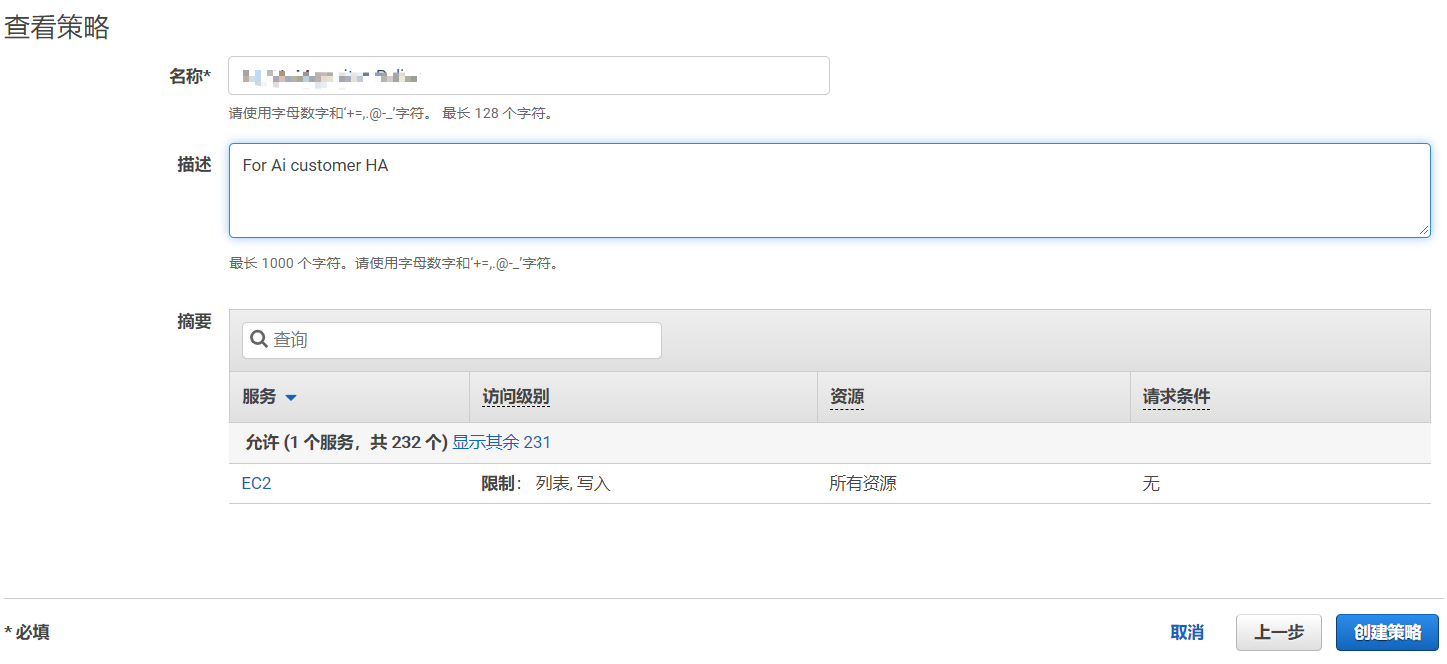 查看策略
名称*
请使用字母数字和‘+=,.@-_’字符。 最长 128 个字符。
描述
For Ai customer HA
最长 1000 个字符。请使用字母数字和‘+=,.@-_’字符。
摘要
查询
服务 访问级别 资源 请求条件
允许 (1 个服务，共 232 个) 显示其余 231
EC2 限制： 列表, 写入 所有资源 无
* 必填 取消 上一步 创建策略